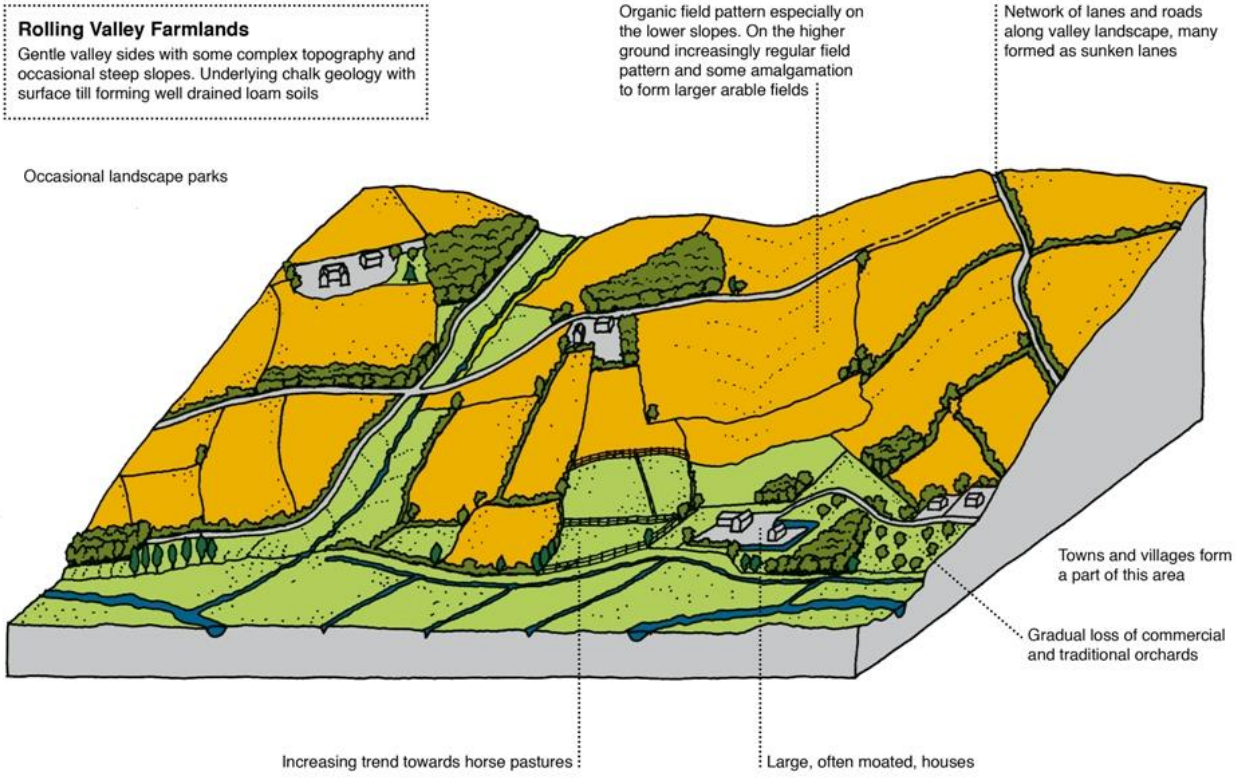 Rolling Valley Farmlands
Gentle valley sides with some complex topography and
occasional steep slopes. Underlying chalk geology with
surface till forming well drained loam soils
Organic field pattern especially on
the lower slopes. On the higher
ground increasingly regular field
pattern and some amalgamation
to form larger arable fields
Network of lanes and roads
along valley landscape, many
formed as sunken lanes
Occasional landscape parks
Towns and villages form
a part of this area
Gradual loss of commercial
and traditional orchards
Increasing trend towards horse pastures
Large, often moated, houses